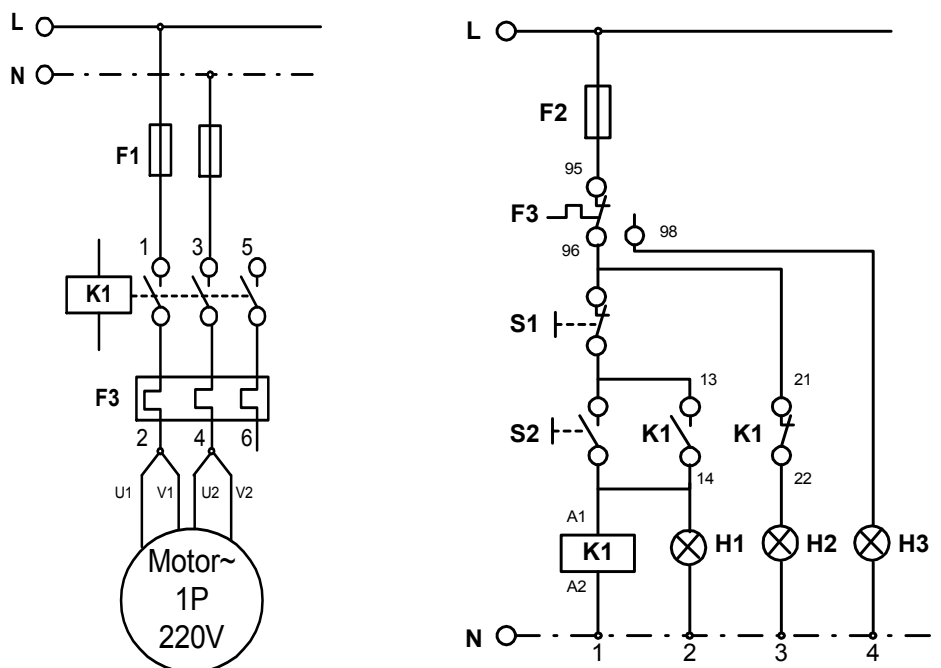 L
N
F1
1 3 5
K1
F3
2 4 6
U1 V1 U2 V2
Motor~
1P
220V
L
F2
95
F3
96
98
S1
13
21
S2
K1
K1
14
22
A1
K1
A2
H1
H2
H3
N
1 2 3 4